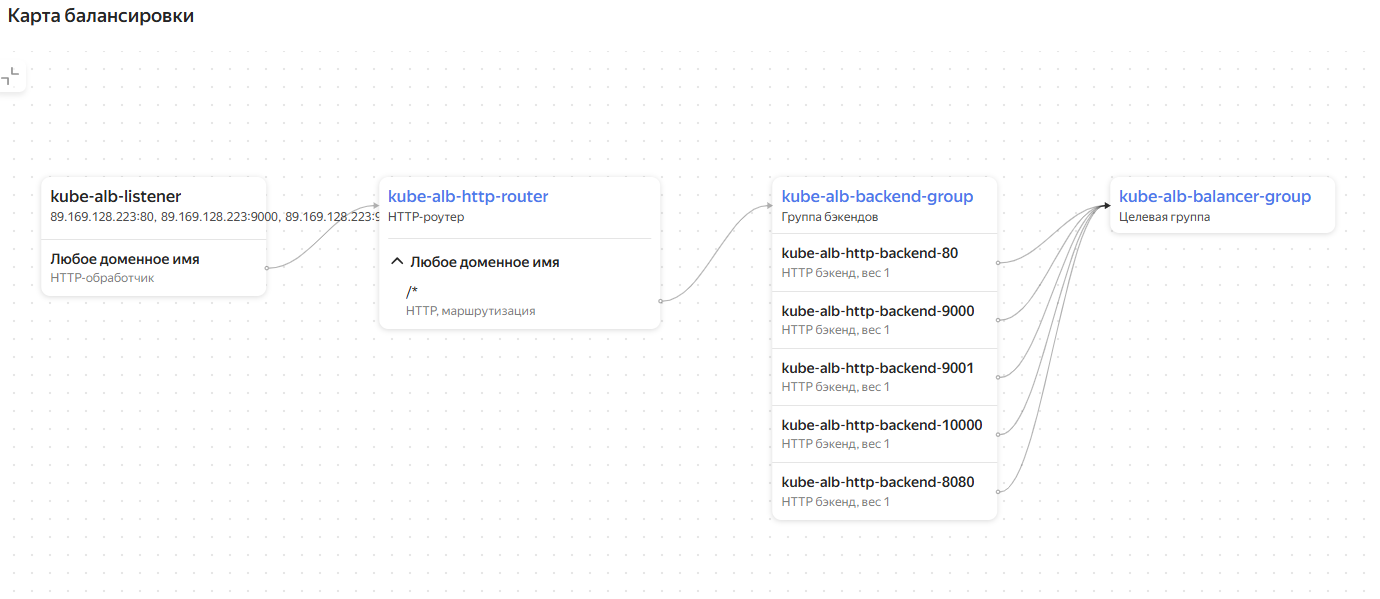 Карта балансировки
kube-alb-listener
89.169.128.223:80, 89.169.128.223:9000, 89.169.128.223:9
Любое доменное имя
HTTP-обработчик
kube-alb-http-router
HTTP-роутер
Любое доменное имя
/*
HTTP, маршрутизация
kube-alb-backend-group
Группа бэкендов
kube-alb-http-backend-80
HTTP бэкенд, вес 1
kube-alb-http-backend-9000
HTTP бэкенд, вес 1
kube-alb-http-backend-9001
HTTP бэкенд, вес 1
kube-alb-http-backend-10000
HTTP бэкенд, вес 1
kube-alb-http-backend-8080
HTTP бэкенд, вес 1
kube-alb-balancer-group
Целевая группа